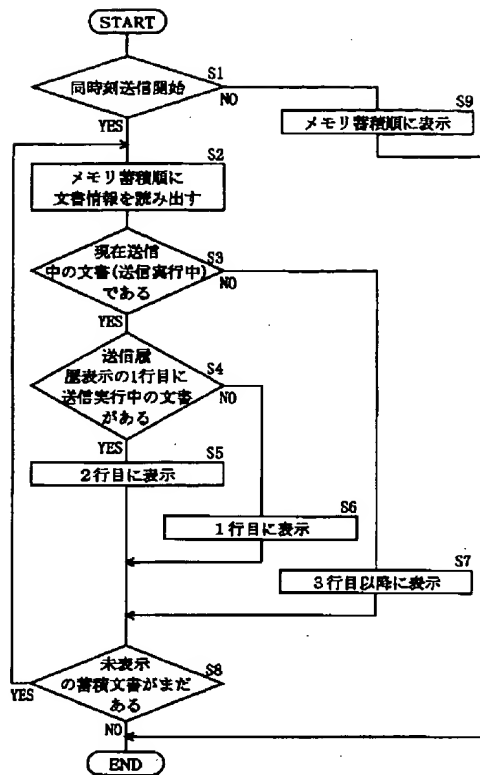 START
S1
同時刻送信開始
NO
YES
S9
メモリ蓄積順に表示
S2
メモリ蓄積順に
文書情報を読み出す
S3
現在送信
中の文書(送信実行中)
である
NO
YES
S4
送信履
歴表示の1行目に
送信実行中の文書
がある
NO
YES
S5
2行目に表示
S6
1行目に表示
S7
3行目以降に表示
S8
未表示
の蓄積文書がまだ
ある
YES
NO
END